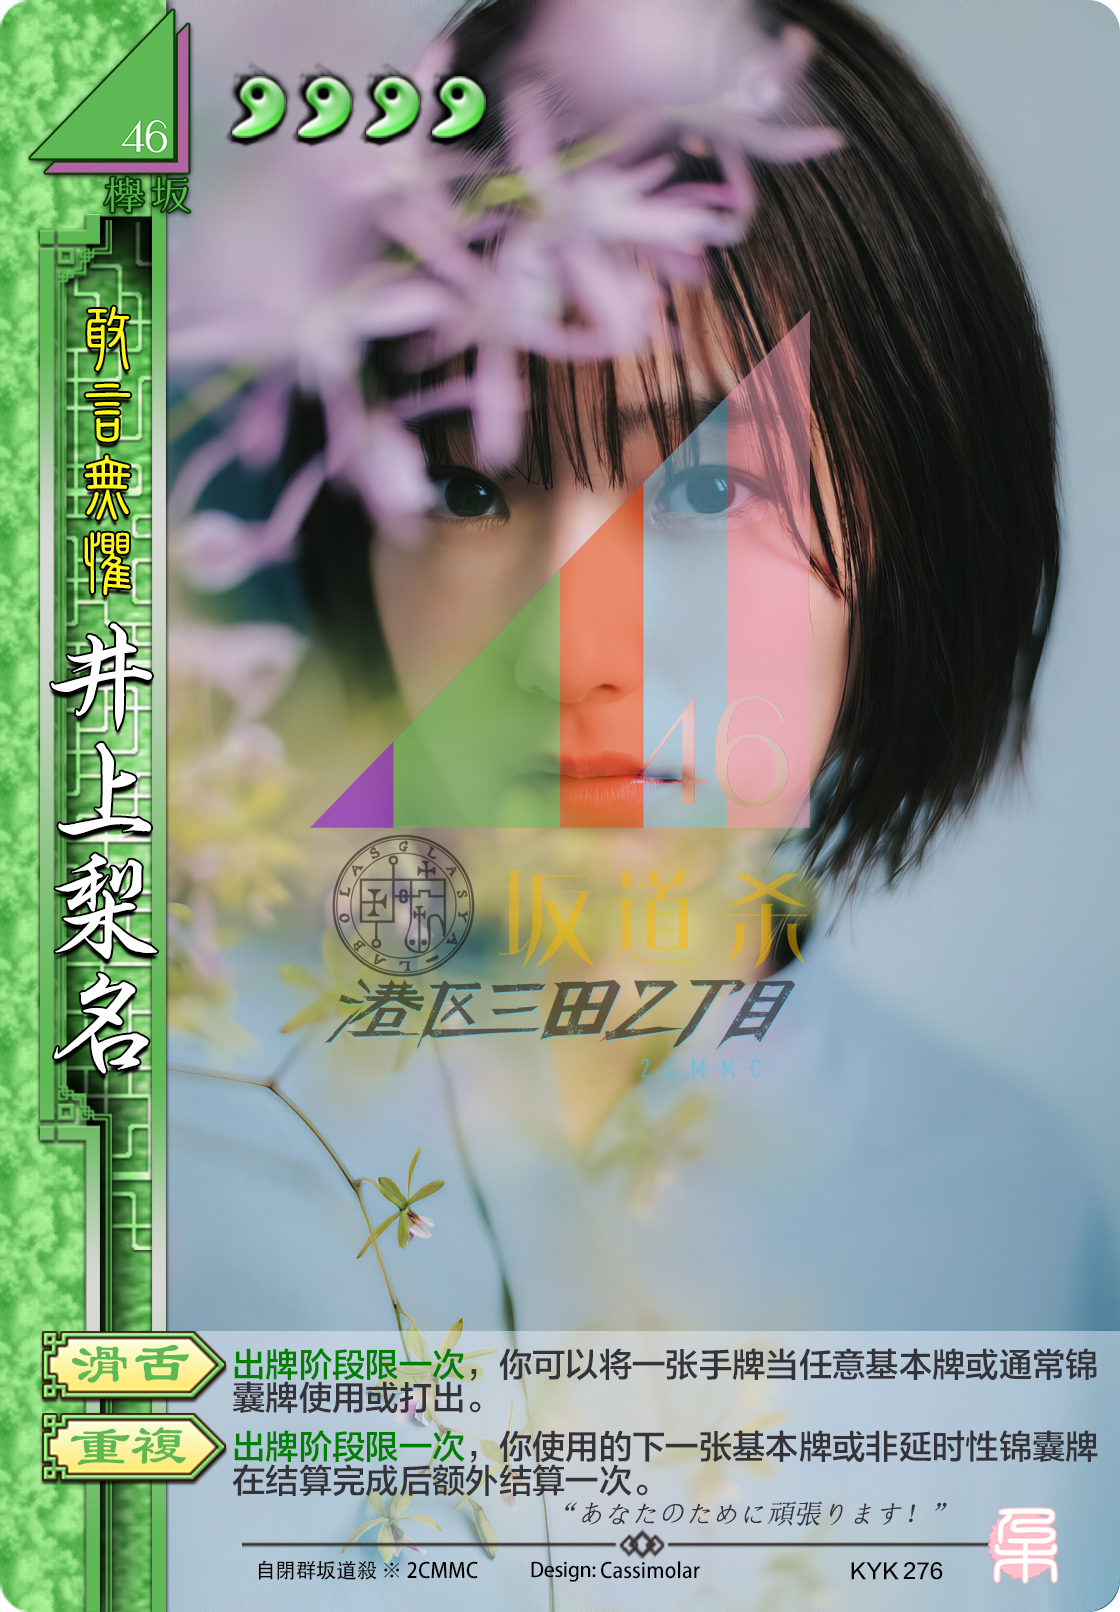 46
欅坂
敢言無懼
井上梨名
46
GLASYA-LABOLAS
坂道杀
港区三田乙丁目
2CMMC
滑舌
出牌阶段限一次，你可以将一张手牌当任意基本牌或通常锦
囊牌使用或打出。
重複
出牌阶段限一次，你使用的下一张基本牌或非延时性锦囊牌
在结算完成后额外结算一次。
“あなたのために頑張ります！”
自閉群坂道殺 ※ 2CMMC
Design: Cassimolar
KYK 276